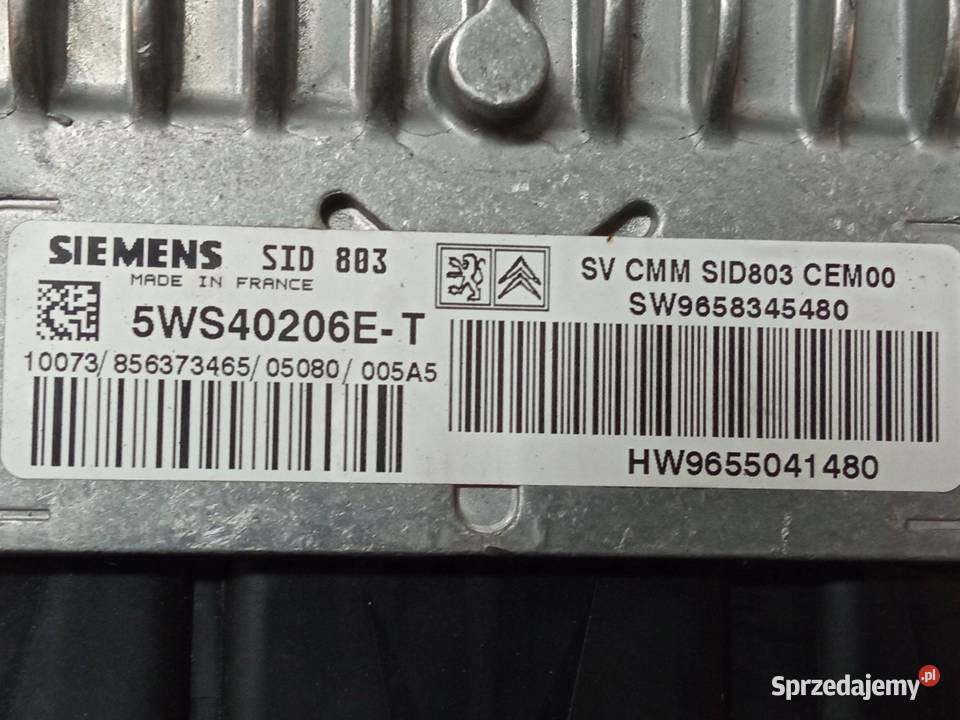 SIEMENS SID 803
MADE IN FRANCE
5WS40206E-T
10073/856373465/05080/005A5
SV CMM SID803 CEM00
SW9658345480
HW9655041480
Sprzedajemy.pl